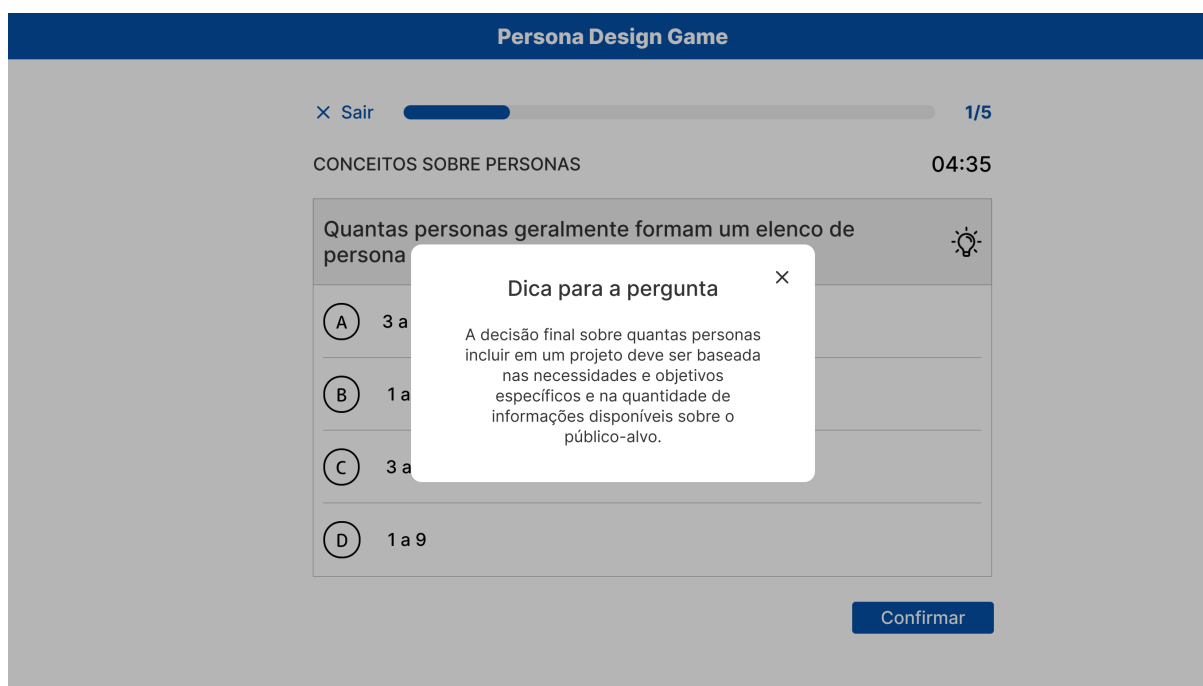 Persona Design Game
Sair
1/5
CONCEITOS SOBRE PERSONAS
04:35
Quantas personas geralmente formam um elenco de
persona
Dica para a pergunta
A decisão final sobre quantas personas
incluir em um projeto deve ser baseada
nas necessidades e objetivos
específicos e na quantidade de
informações disponíveis sobre o
público-alvo.
A 3 a
B 1 a
C 3 a
D 1 a 9
Confirmar